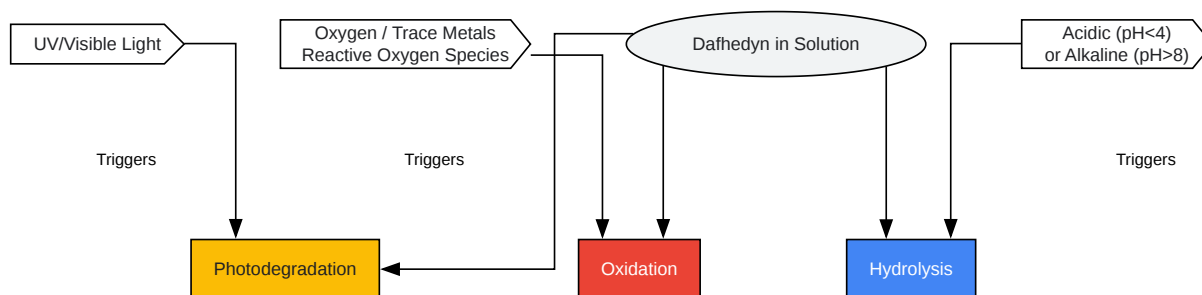 UV/Visible Light
Oxygen / Trace Metals
Reactive Oxygen Species
Dafhedyn in Solution
Acidic (pH<4)
or Alkaline (pH>8)
Triggers
Triggers
Triggers
Photodegradation
Oxidation
Hydrolysis